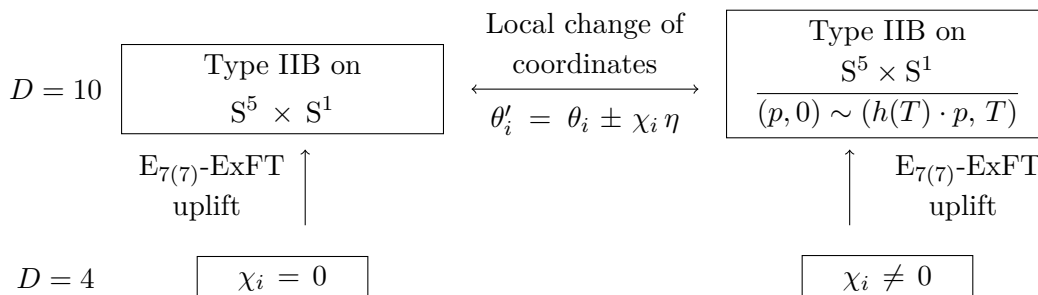 Local change of
coordinates
θ′ᵢ = θᵢ ± χᵢ η
D = 10
Type IIB on
S⁵ × S¹
Type IIB on
S⁵ × S¹
(p, 0) ∼ (h(T) · p, T)
E₇₍₇₎-ExFT
uplift
E₇₍₇₎-ExFT
uplift
D = 4
χᵢ = 0
χᵢ ≠ 0